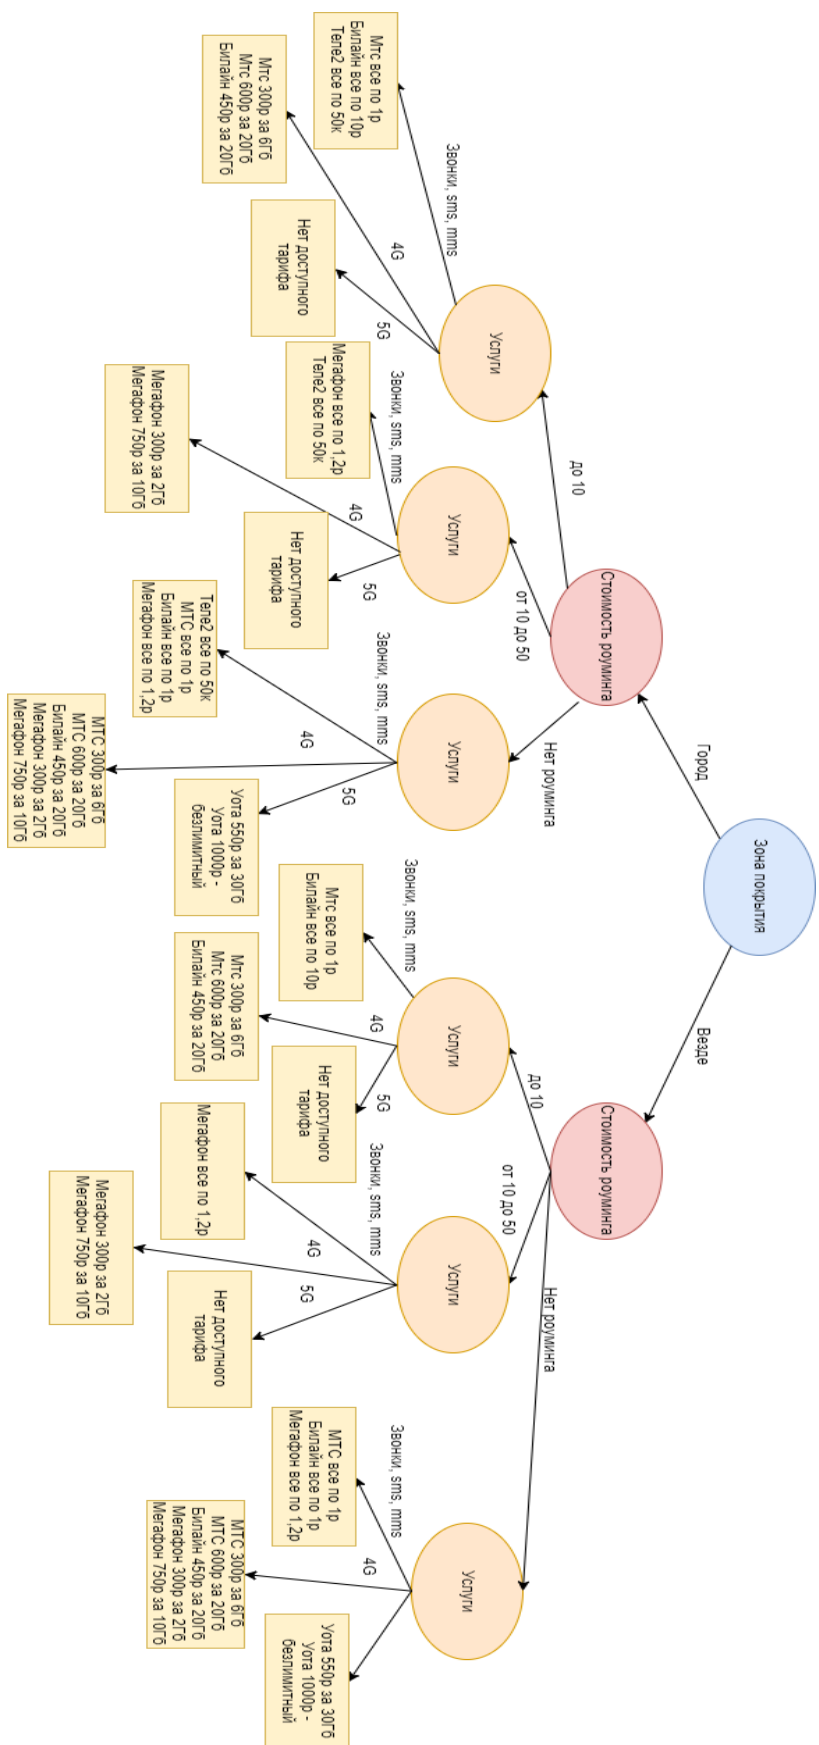 Зона покрытия
Город
Везде
Стоимость роуминга
Стоимость роуминга
до 10
от 10 до 50
Нет роуминга
до 10
от 10 до 50
Нет роуминга
Услуги
Услуги
Услуги
Услуги
Услуги
Услуги
Звонки, sms, mms
4G
5G
Звонки, sms, mms
4G
5G
Звонки, sms, mms
4G
5G
Звонки, sms, mms
4G
5G
Звонки, sms, mms
4G
5G
Звонки, sms, mms
4G
Мтс все по 1р
Билайн все по 10р
Теле2 все по 50к
Мтс 300р за 6Гб
Мтс 600р за 20Гб
Билайн 450р за 20Гб
Нет доступного
тарифа
Мегафон все по 1,2р
Теле2 все по 50к
Мегафон 300р за 2Гб
Мегафон 750р за 10Гб
Нет доступного
тарифа
Теле2 все по 50к
МТС все по 1р
Билайн все по 1р
Мегафон все по 1,2р
МТС 300р за 6Гб
МТС 600р за 20Гб
Билайн 450р за 20Гб
Мегафон 300р за 2Гб
Мегафон 750р за 10Гб
Уота 550р за 30Гб
Уота 1000р -
безлимитный
Мтс все по 1р
Билайн все по 10р
Мтс 300р за 6Гб
Мтс 600р за 20Гб
Билайн 450р за 20Гб
Нет доступного
тарифа
Мегафон все по 1,2р
Мегафон 300р за 2Гб
Мегафон 750р за 10Гб
Нет доступного
тарифа
МТС все по 1р
Билайн все по 1р
Мегафон все по 1,2р
МТС 300р за 6Гб
МТС 600р за 20Гб
Билайн 450р за 20Гб
Мегафон 300р за 2Гб
Мегафон 750р за 10Гб
Уота 550р за 30Гб
Уота 1000р -
безлимитный